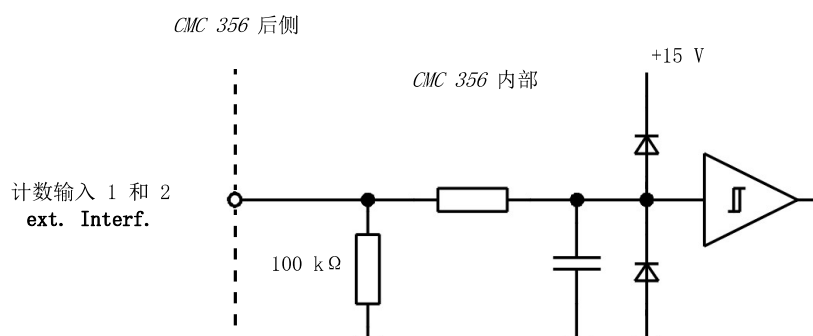 CMC 356 后侧
+15 V
CMC 356 内部
计数输入 1 和 2
ext. Interf.
100 kΩ